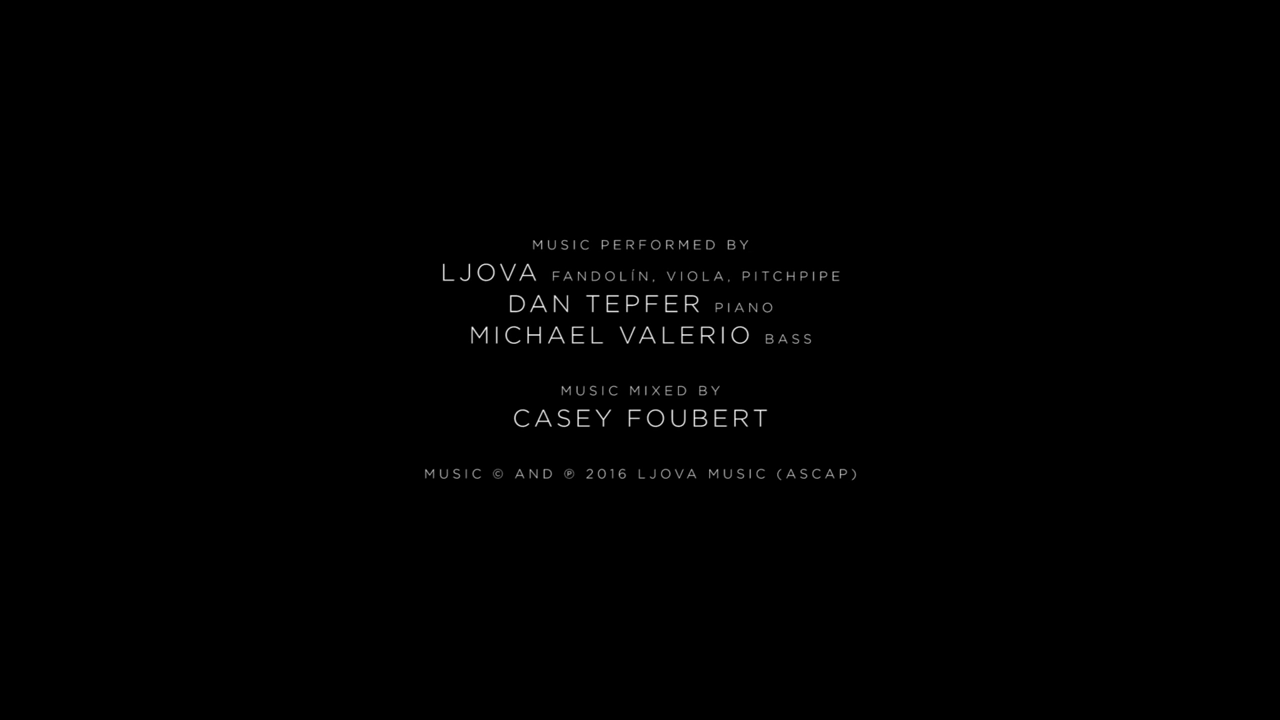 MUSIC PERFORMED BY
LJOVA FANDOLÍN, VIOLA, PITCHPIPE
DAN TEPFER PIANO
MICHAEL VALERIO BASS
MUSIC MIXED BY
CASEY FOUBERT
MUSIC © AND ℗ 2016 LJOVA MUSIC (ASCAP)